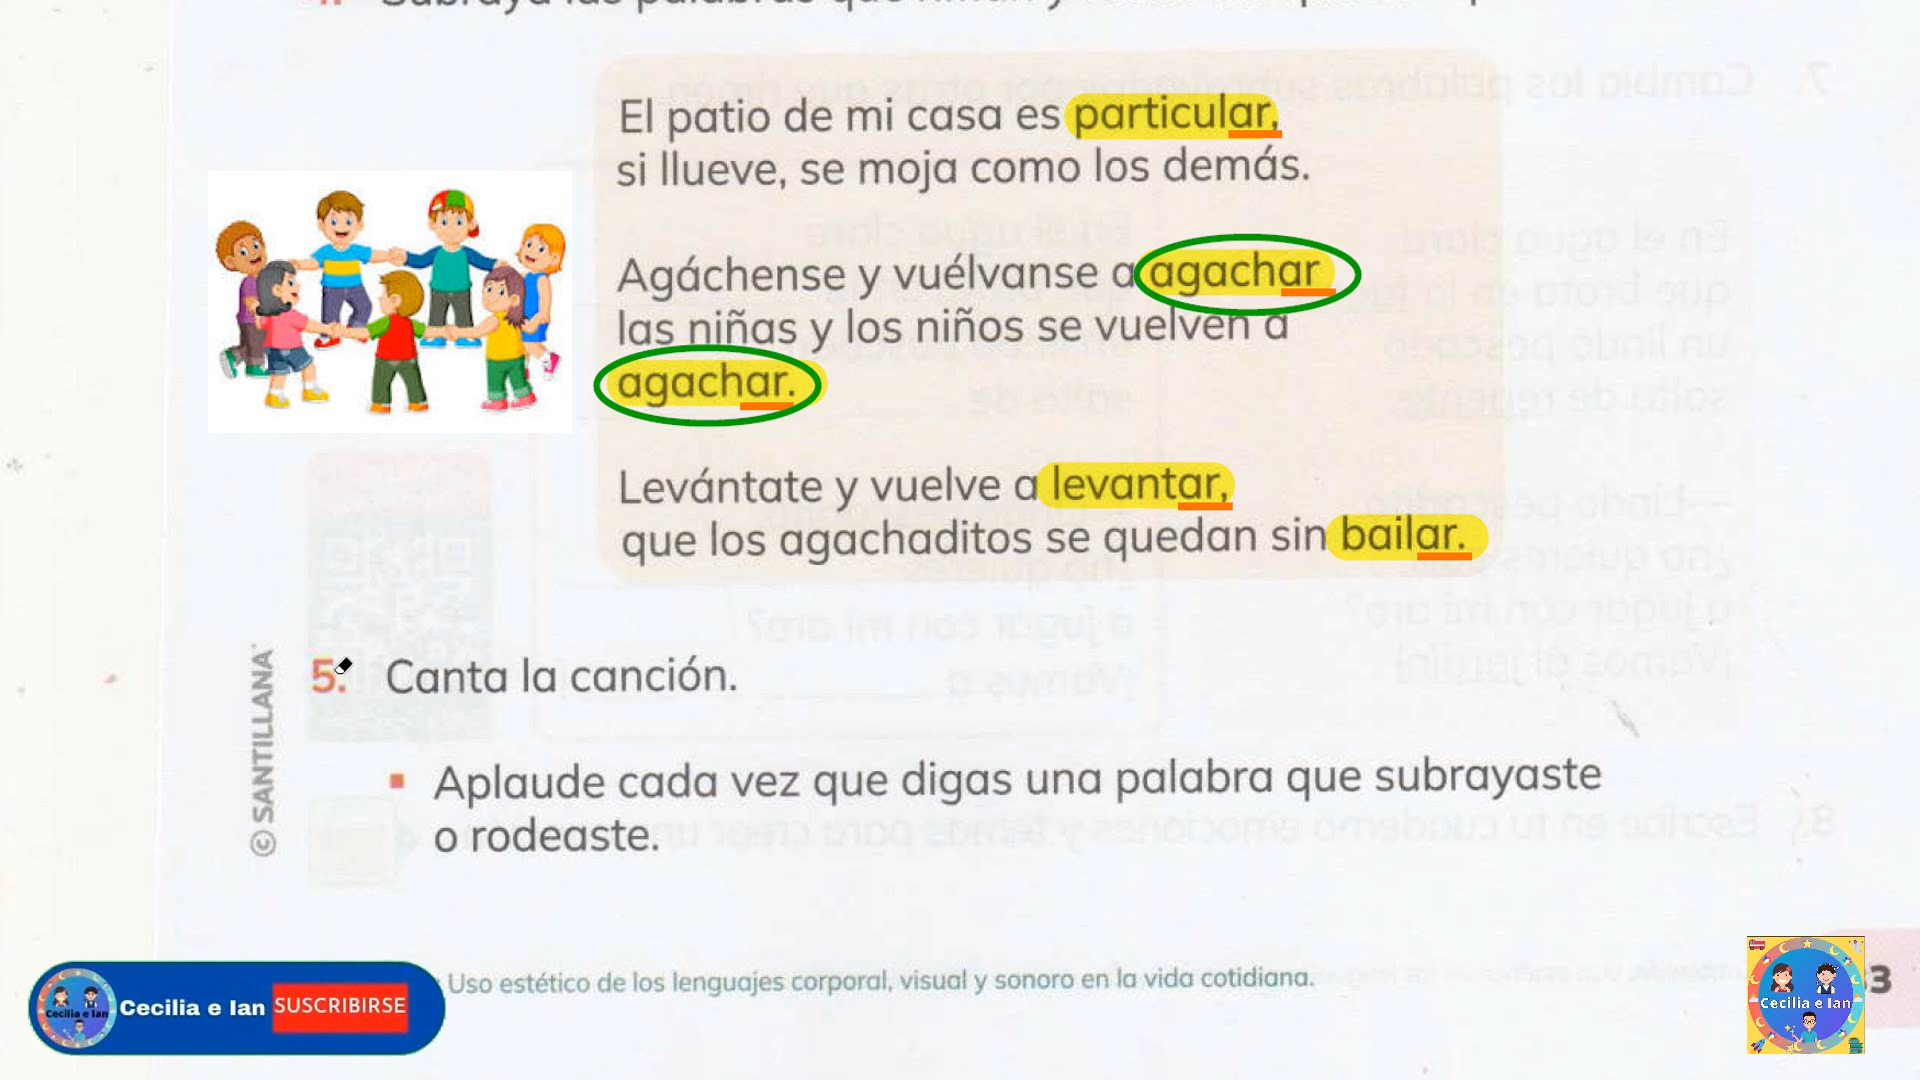 El patio de mi casa es particular,
si llueve, se moja como los demás.
Agáchense y vuélvanse a agachar
las niñas y los niños se vuelven a
agachar.
Levántate y vuelve a levantar,
que los agachaditos se quedan sin bailar.
5. Canta la canción.
Aplaude cada vez que digas una palabra que subrayaste
o rodeaste.
© SANTILLANA
Uso estético de los lenguajes corporal, visual y sonoro en la vida cotidiana.
Cecilia e Ian
Cecilia e Ian SUSCRIBIRSE
Cecilia e Ian